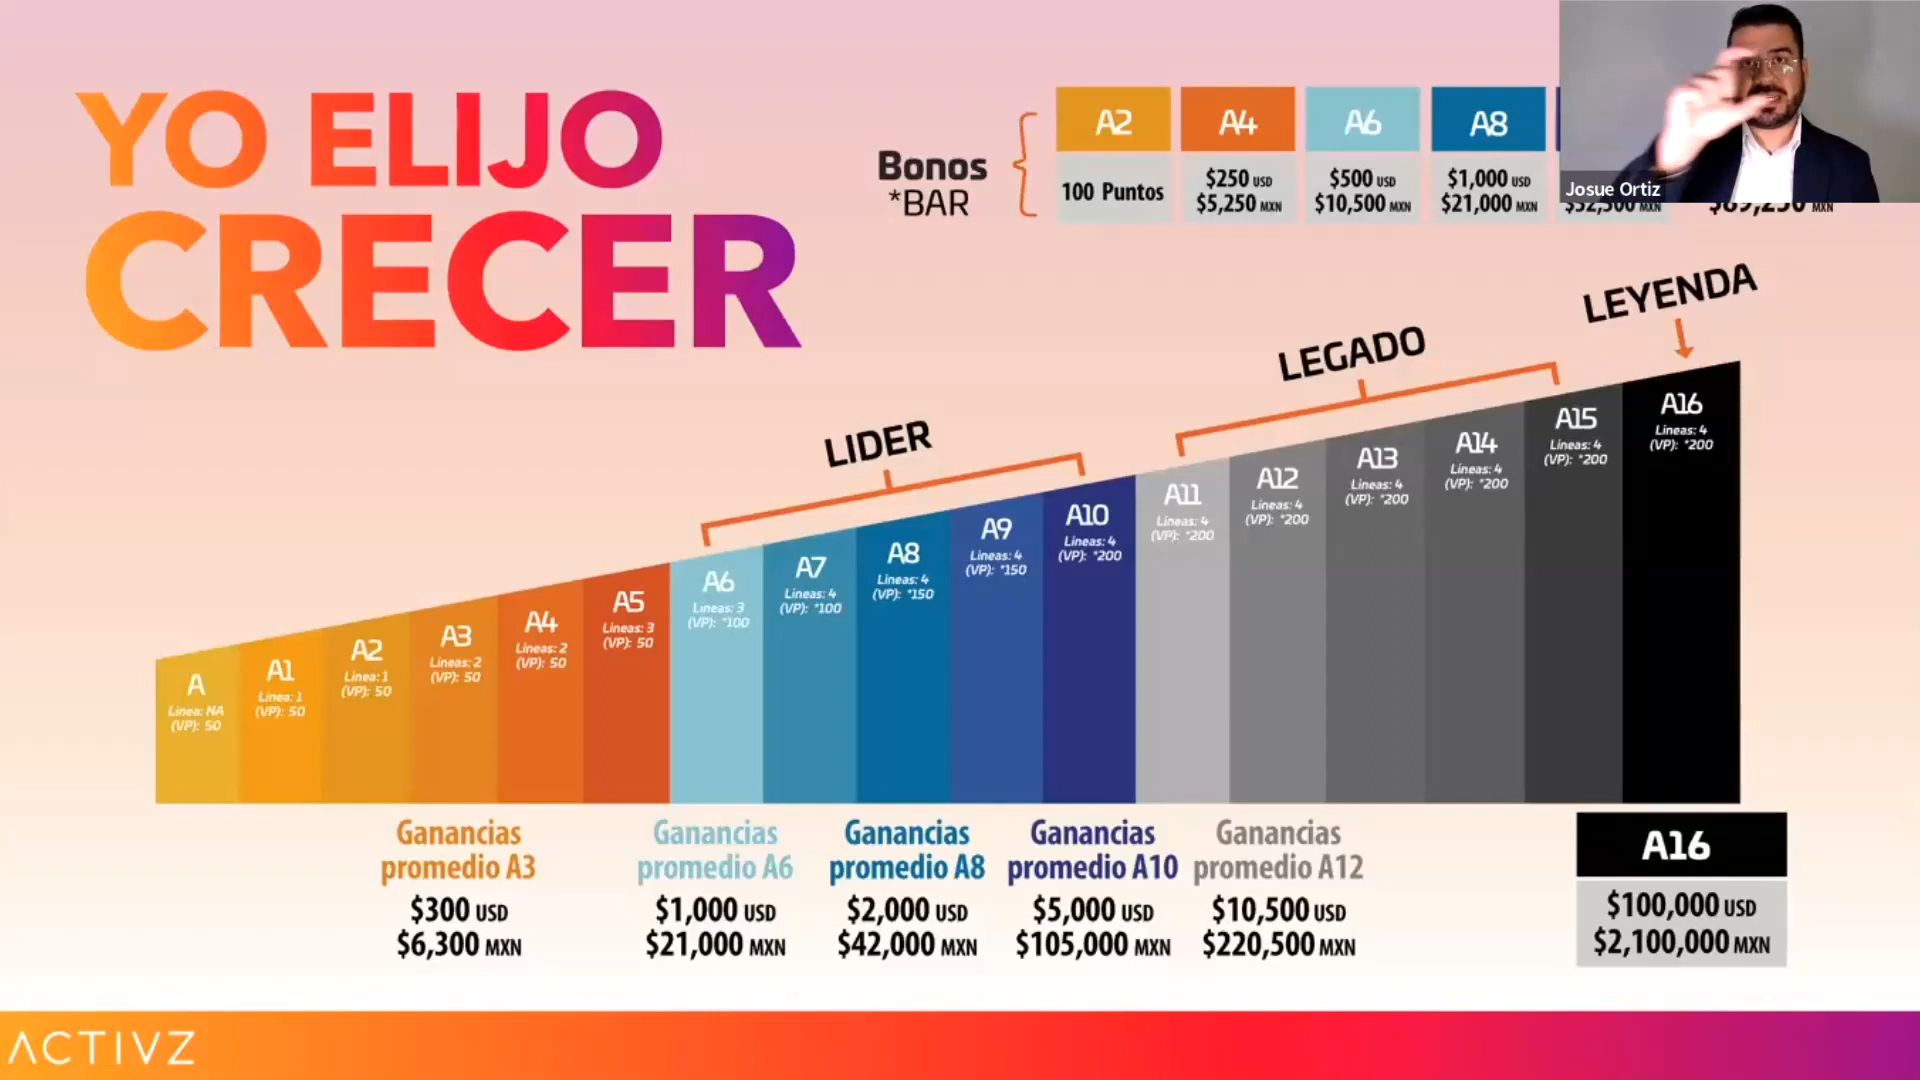 YO ELIJO
CRECER
Bonos
*BAR
A2
100 Puntos
A4
$250 USD
$5,250 MXN
A6
$500 USD
$10,500 MXN
A8
$1,000 USD
$21,000 MXN
$52,500 MXN
MXN
Josue Ortiz
LIDER
LEGADO
LEYENDA
A
Linea: NA
(VP): 50
A1
Linea: 1
(VP): 50
A2
Linea: 1
(VP): 50
A3
Lineas: 2
(VP): 50
A4
Lineas: 2
(VP): 50
A5
Lineas: 3
(VP): 50
A6
Lineas: 3
(VP): *100
A7
Lineas: 4
(VP): *100
A8
Lineas: 4
(VP): *150
A9
Lineas: 4
(VP): *150
A10
Lineas: 4
(VP): *200
A11
Lineas: 4
(VP): *200
A12
Lineas: 4
(VP): *200
A13
Lineas: 4
(VP): *200
A14
Lineas: 4
(VP): *200
A15
Lineas: 4
(VP): *200
A16
Lineas: 4
(VP): *200
Ganancias
promedio A3
$300 USD
$6,300 MXN
Ganancias
promedio A6
$1,000 USD
$21,000 MXN
Ganancias
promedio A8
$2,000 USD
$42,000 MXN
Ganancias
promedio A10
$5,000 USD
$105,000 MXN
Ganancias
promedio A12
$10,500 USD
$220,500 MXN
A16
$100,000 USD
$2,100,000 MXN
ACTIVZ